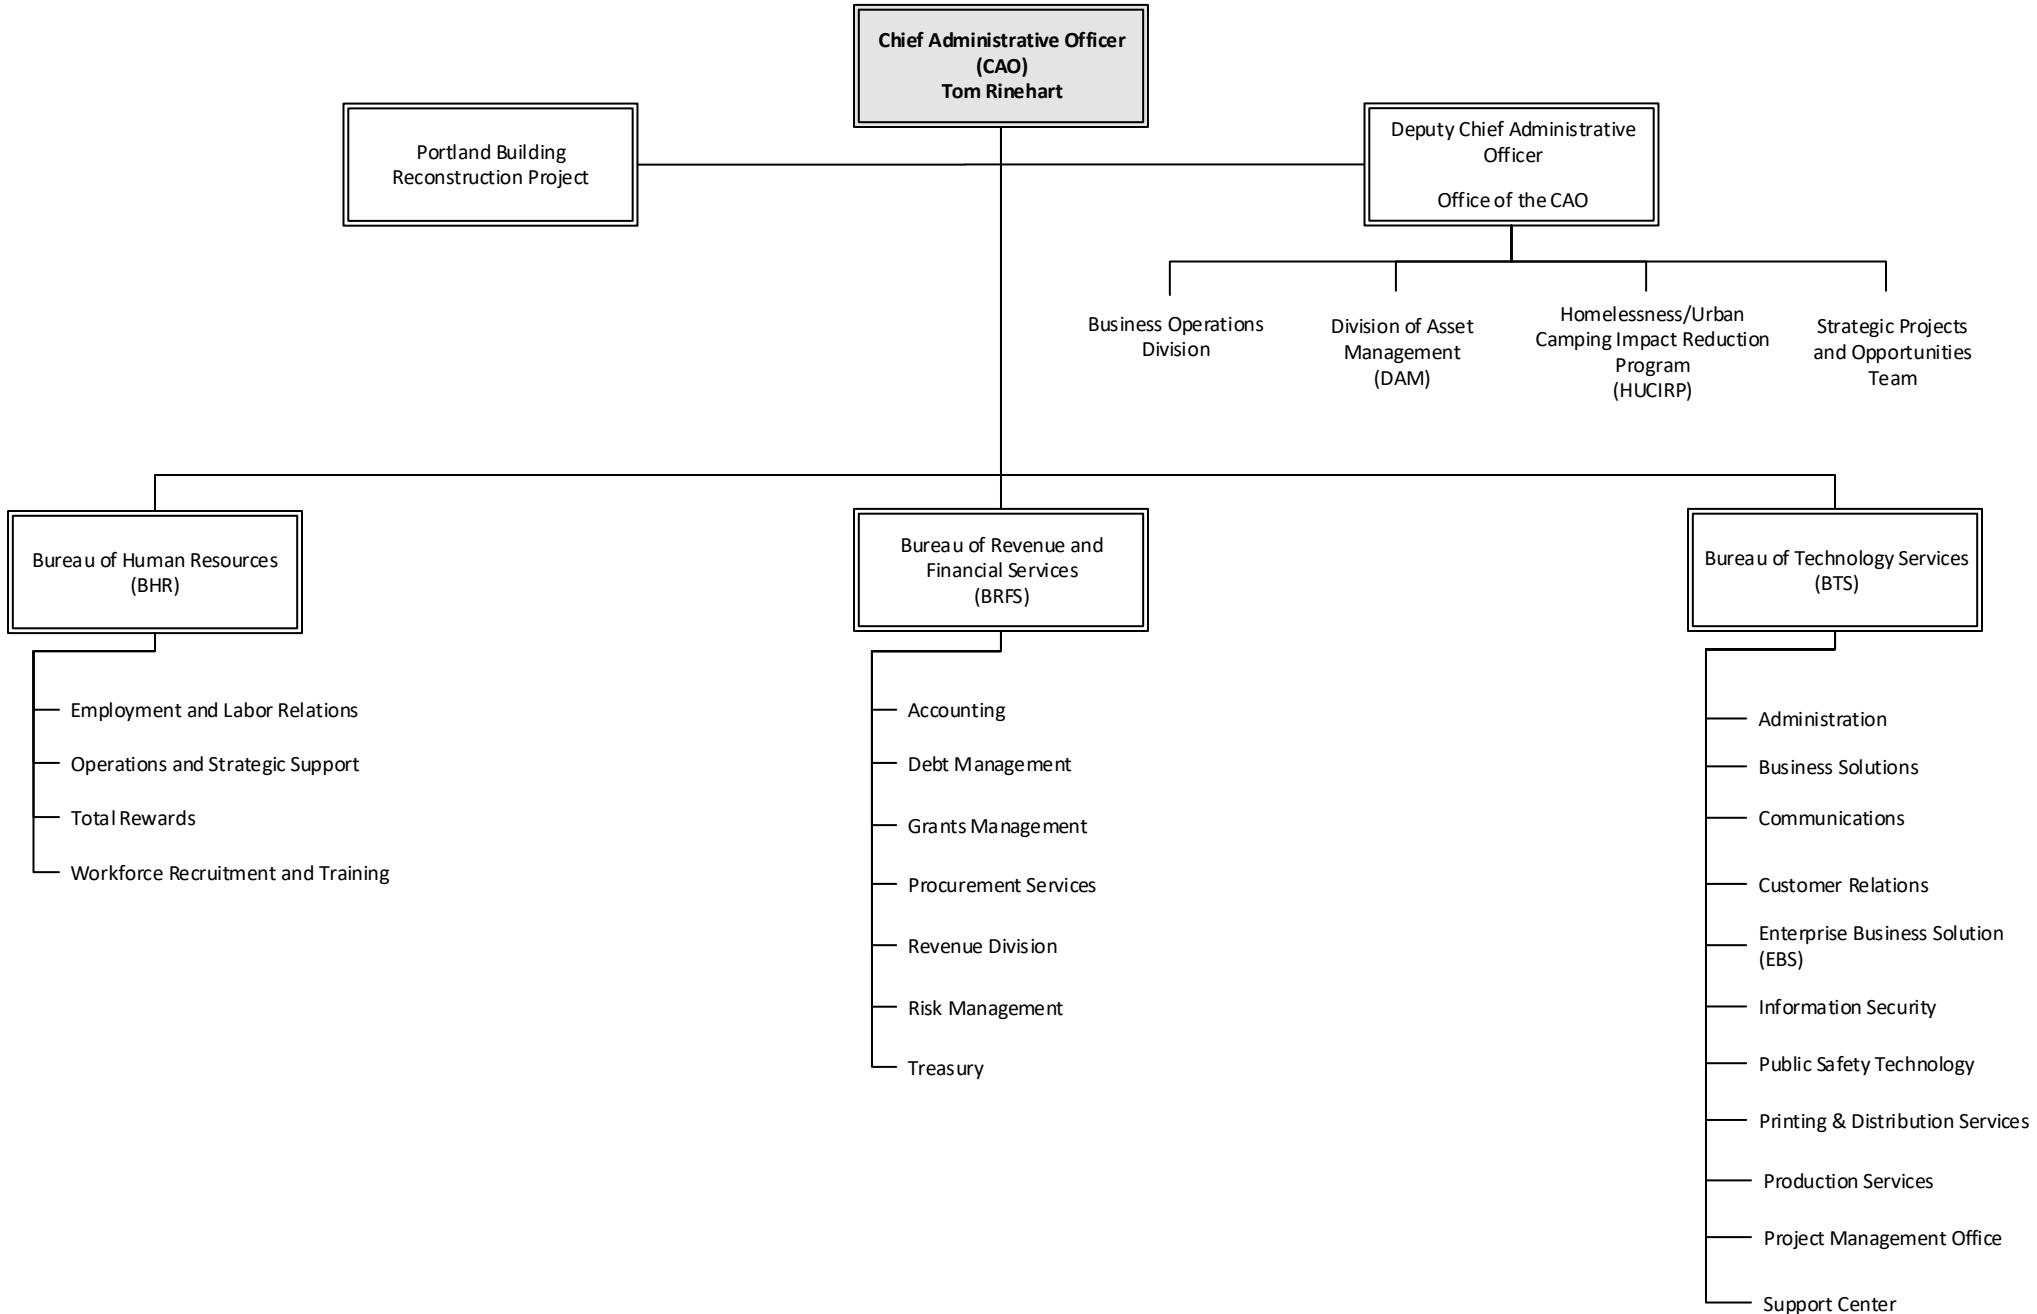 Chief Administrative Officer
(CAO)
Tom Rinehart
Portland Building
Reconstruction Project
Deputy Chief Administrative
Officer
Office of the CAO
Business Operations
Division
Division of Asset
Management
(DAM)
Homelessness/Urban
Camping Impact Reduction
Program
(HUCIRP)
Strategic Projects
and Opportunities
Team
Bureau of Human Resources
(BHR)
Employment and Labor Relations
Operations and Strategic Support
Total Rewards
Workforce Recruitment and Training
Bureau of Revenue and
Financial Services
(BRFS)
Accounting
Debt Management
Grants Management
Procurement Services
Revenue Division
Risk Management
Treasury
Bureau of Technology Services
(BTS)
Administration
Business Solutions
Communications
Customer Relations
Enterprise Business Solution
(EBS)
Information Security
Public Safety Technology
Printing & Distribution Services
Production Services
Project Management Office
Support Center